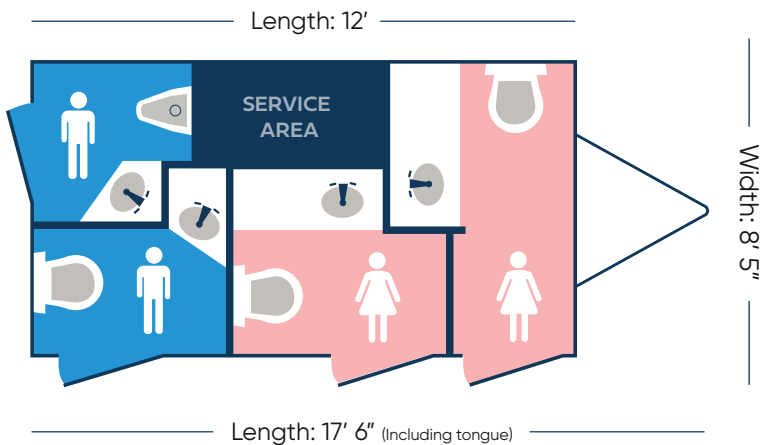 Length: 12’
SERVICE
AREA
Width: 8’ 5”
Length: 17’ 6” (Including tongue)